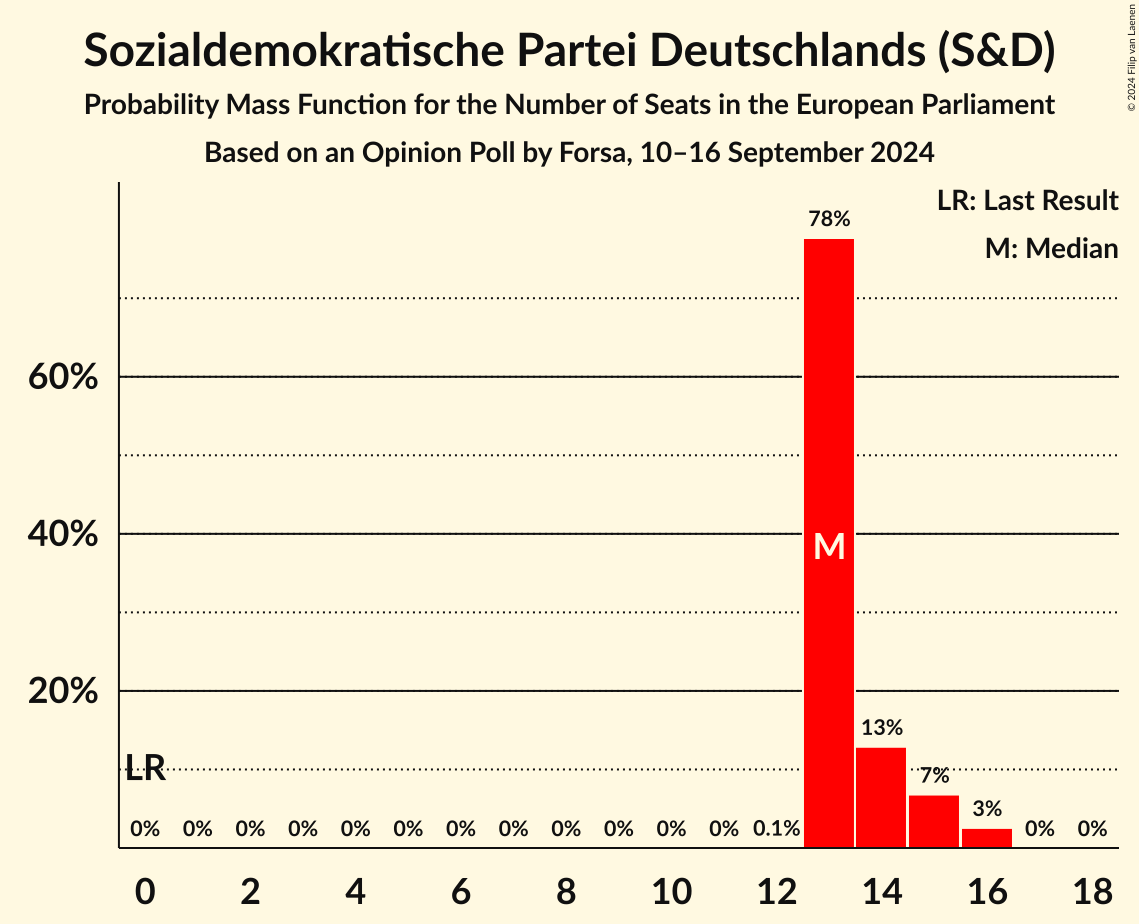 Sozialdemokratische Partei Deutschlands (S&D)
Probability Mass Function for the Number of Seats in the European Parliament
Based on an Opinion Poll by Forsa, 10–16 September 2024
© 2024 Filip van Laenen
LR: Last Result
M: Median
78%
60%
40%
M
20%
13%
LR
7%
3%
0% 0% 0% 0% 0% 0% 0% 0% 0% 0% 0% 0% 0.1% 0% 0%
0 2 4 6 8 10 12 14 16 18